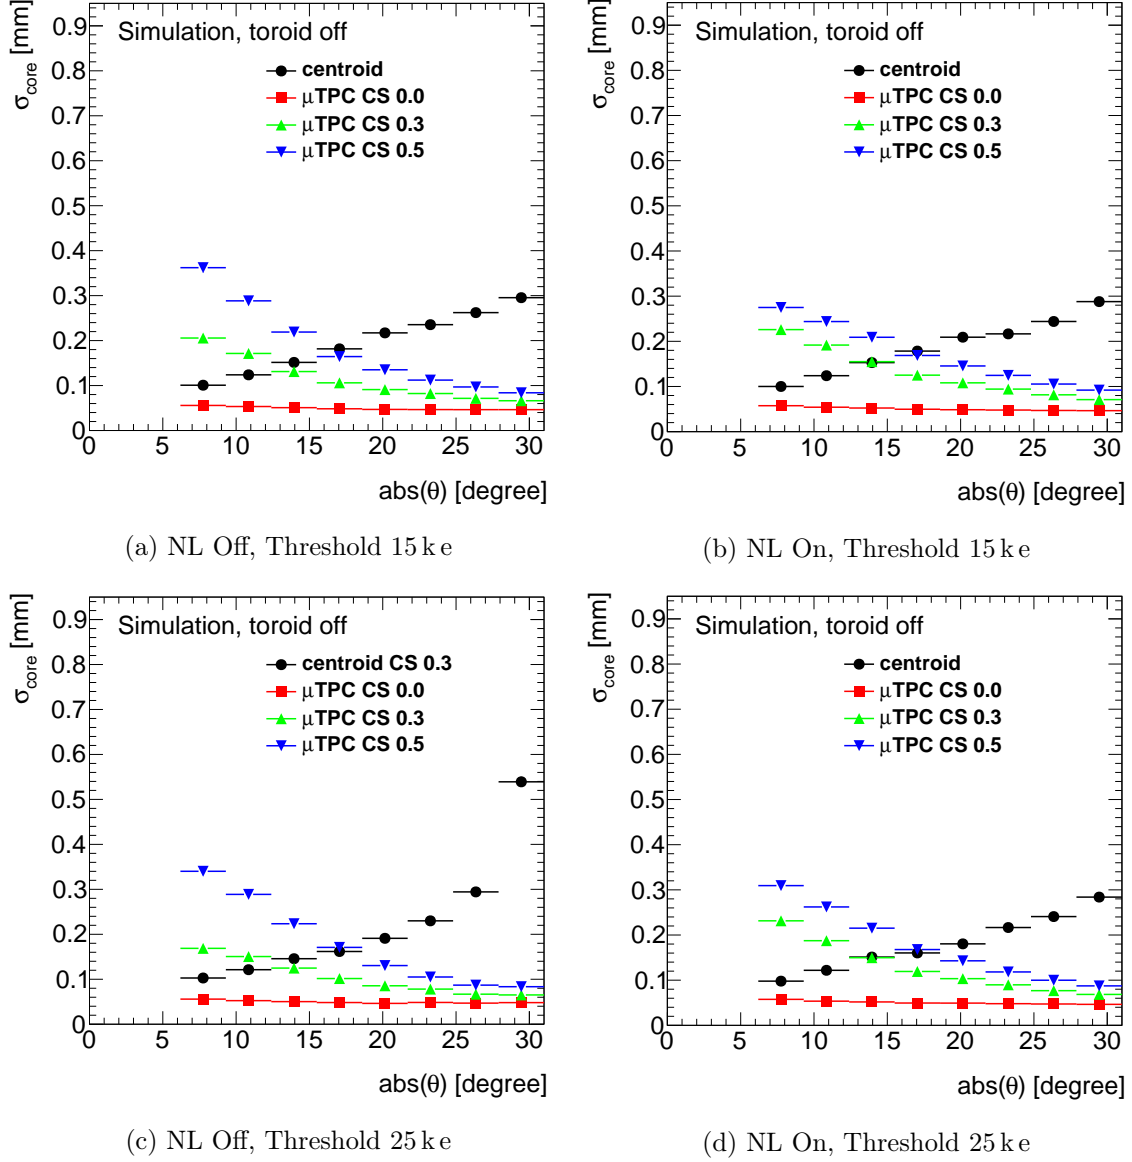 σcore [mm]
Simulation, toroid off
centroid
μTPC CS 0.0
μTPC CS 0.3
μTPC CS 0.5
0.9
0.8
0.7
0.6
0.5
0.4
0.3
0.2
0.1
0
0 5 10 15 20 25 30
abs(θ) [degree]
(a) NL Off, Threshold 15 k e
σcore [mm]
Simulation, toroid off
centroid
μTPC CS 0.0
μTPC CS 0.3
μTPC CS 0.5
0.9
0.8
0.7
0.6
0.5
0.4
0.3
0.2
0.1
0
0 5 10 15 20 25 30
abs(θ) [degree]
(b) NL On, Threshold 15 k e
σcore [mm]
Simulation, toroid off
centroid CS 0.3
μTPC CS 0.0
μTPC CS 0.3
μTPC CS 0.5
0.9
0.8
0.7
0.6
0.5
0.4
0.3
0.2
0.1
0
0 5 10 15 20 25 30
abs(θ) [degree]
(c) NL Off, Threshold 25 k e
σcore [mm]
Simulation, toroid off
centroid
μTPC CS 0.0
μTPC CS 0.3
μTPC CS 0.5
0.9
0.8
0.7
0.6
0.5
0.4
0.3
0.2
0.1
0
0 5 10 15 20 25 30
abs(θ) [degree]
(d) NL On, Threshold 25 k e